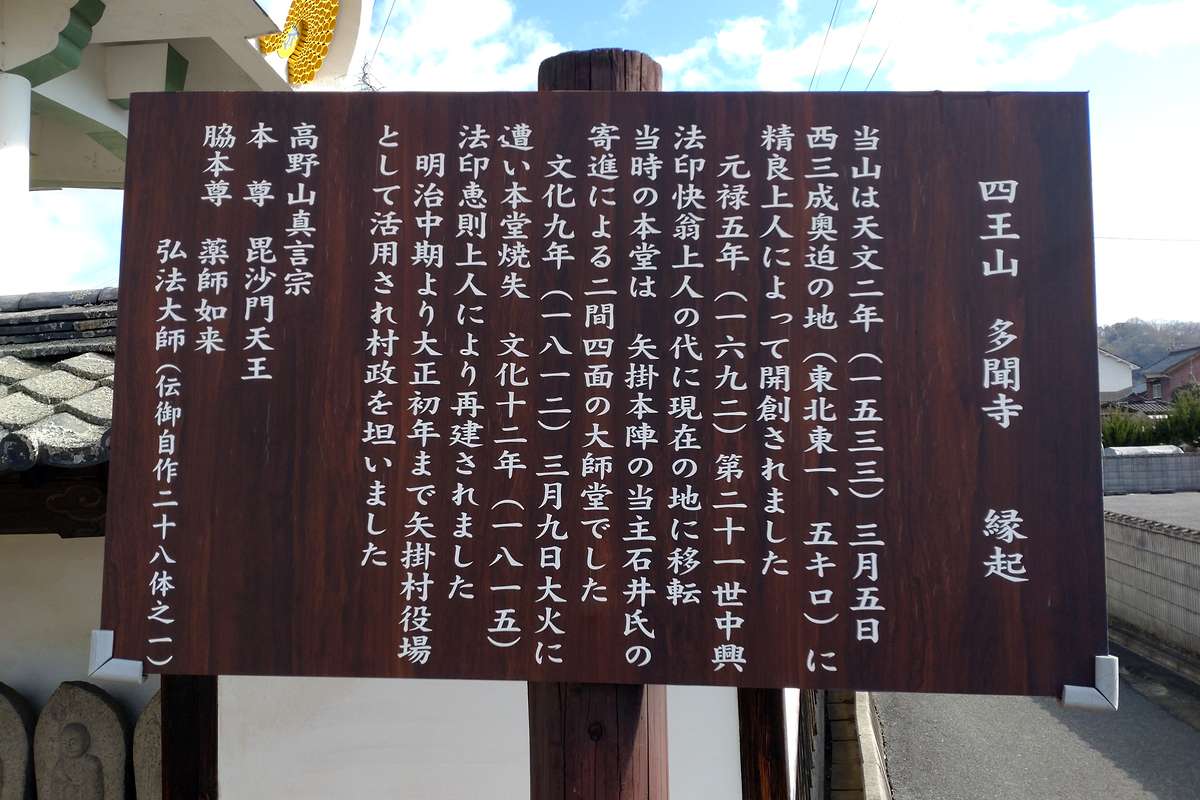 四王山 多聞寺 縁起
当山は天文二年（一五三三）三月五日
西三成奥迫の地（東北東一、五キロ）に
精良上人によって開創されました
元禄五年（一六九二）第二十一世中興
法印快翁上人の代に現在の地に移転
当時の本堂は 矢掛本陣の当主石井氏の
寄進による二間四面の大師堂でした
文化九年（一八一二）三月九日大火に
遭い本堂焼失 文化十二年（一八一五）
法印恵則上人により再建されました
明治中期より大正初年まで矢掛村役場
として活用され村政を坦いました
高野山真言宗
本尊 毘沙門天王
脇本尊 薬師如来
弘法大師（伝御自作二十八体之一）